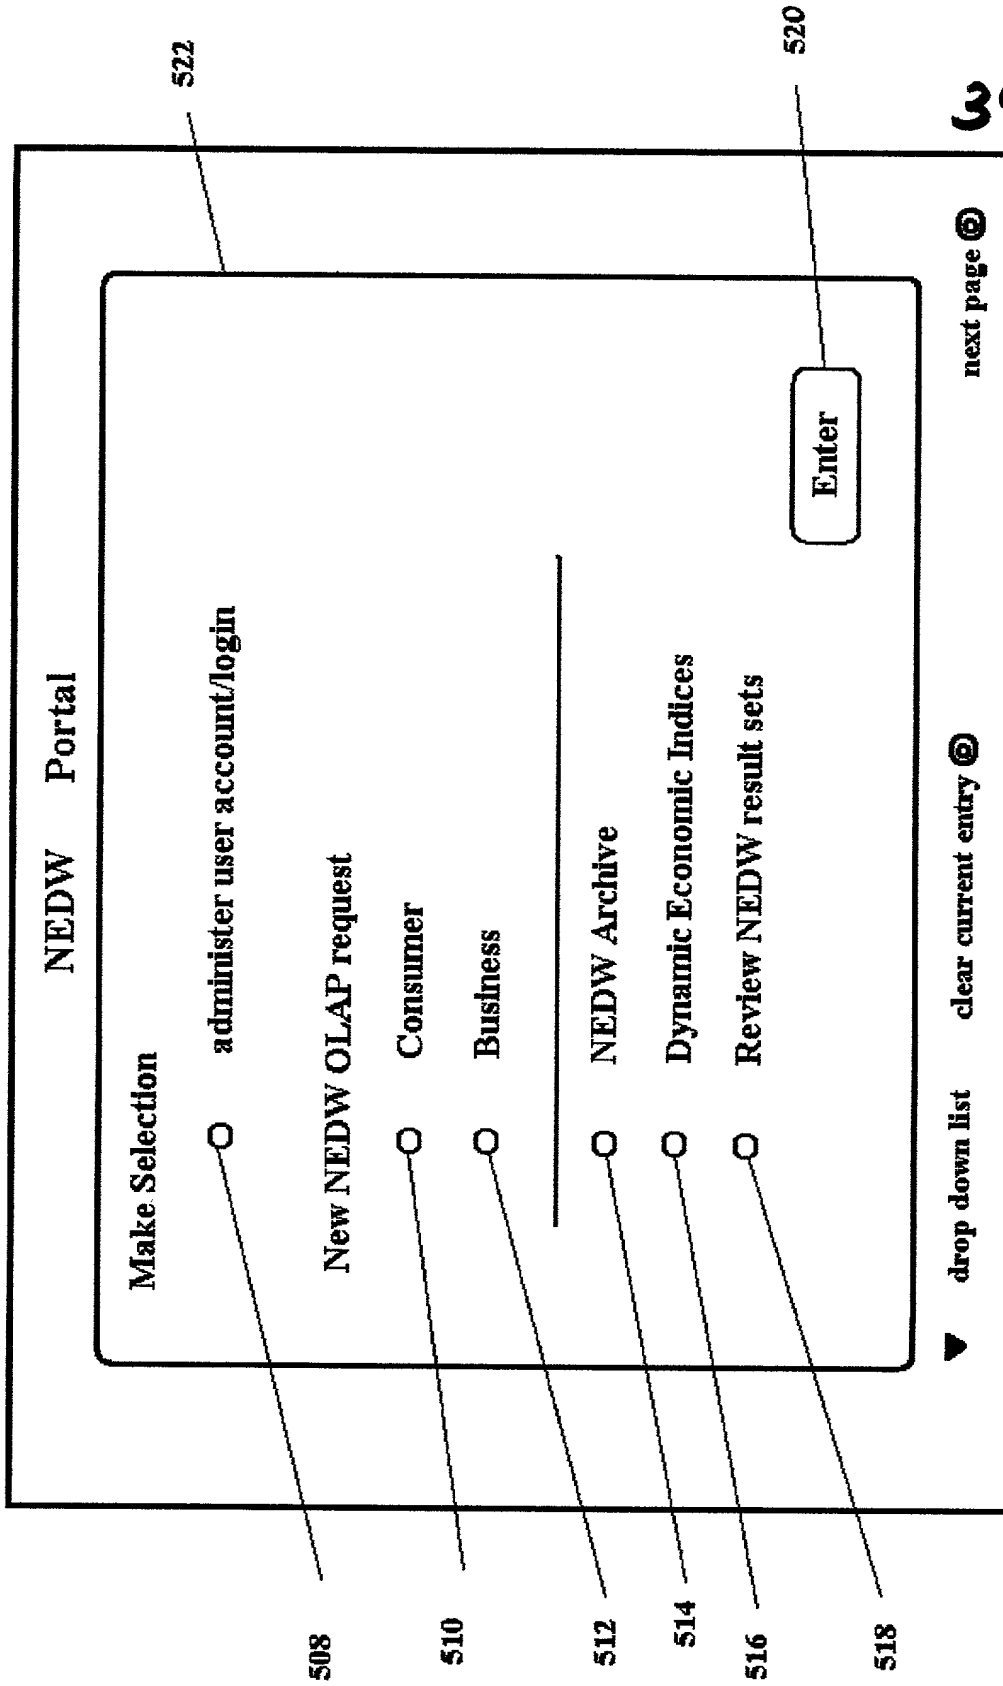 NEDW Portal
522
Make Selection
508
administer user account/login
New NEDW OLAP request
510
Consumer
512
Business
514
NEDW Archive
516
Dynamic Economic Indices
518
Review NEDW result sets
Enter
520
drop down list
clear current entry
next page